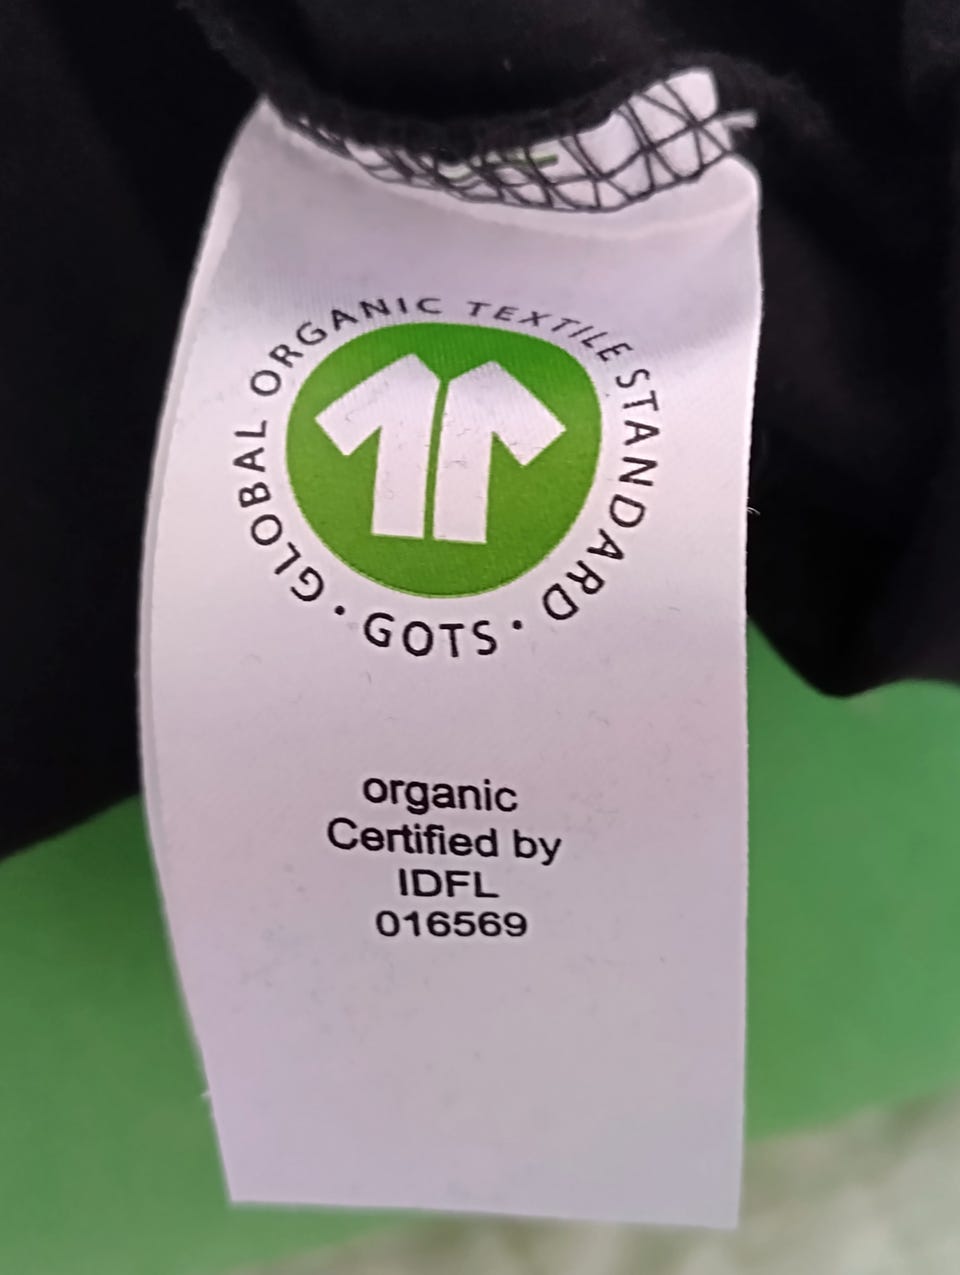 GLOBAL ORGANIC TEXTILE STANDARD · GOTS ·
organic
Certified by
IDFL
016569